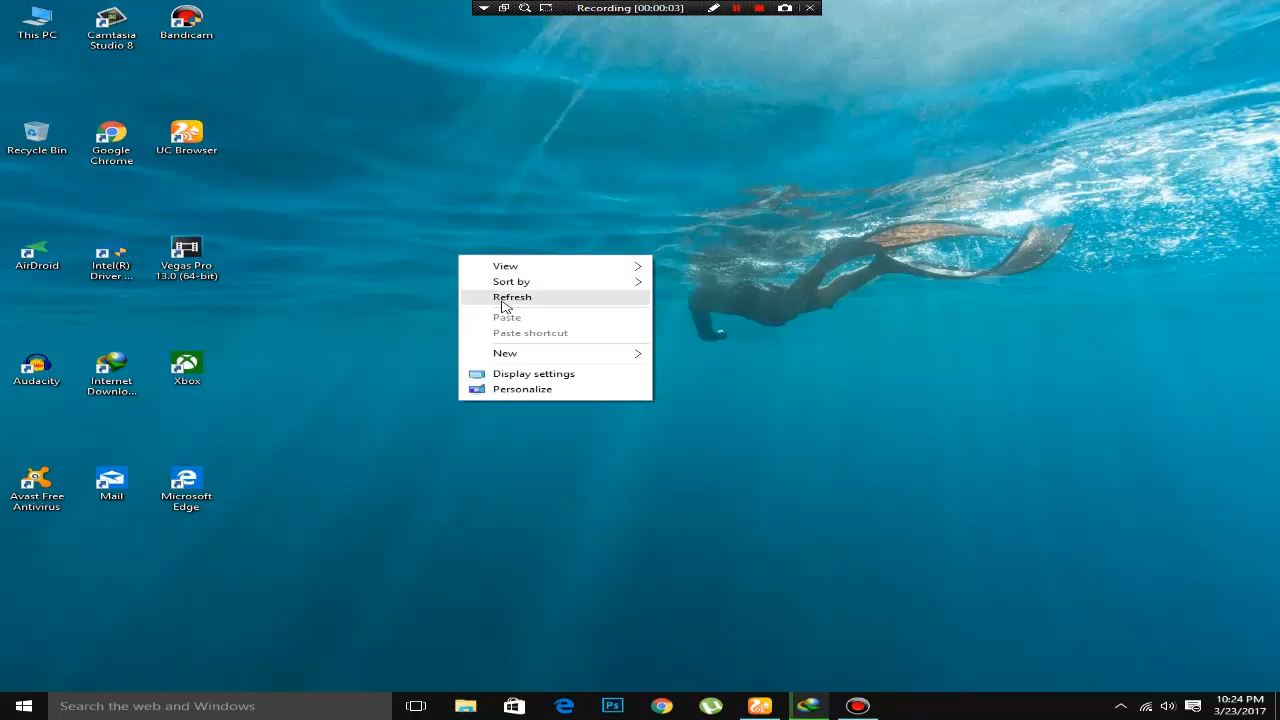 Recording [00:00:03]
This PC
Camtasia
Studio 8
Bandicam
Recycle Bin
Google
Chrome
UC Browser
AirDroid
Intel(R)
Driver ...
Vegas Pro
13.0 (64-bit)
Audacity
Internet
Downlo...
Xbox
Avast Free
Antivirus
Mail
Microsoft
Edge
View
Sort by
Refresh
Paste
Paste shortcut
New
Display settings
Personalize
Search the web and Windows
Ps
10:24 PM
3/23/2017